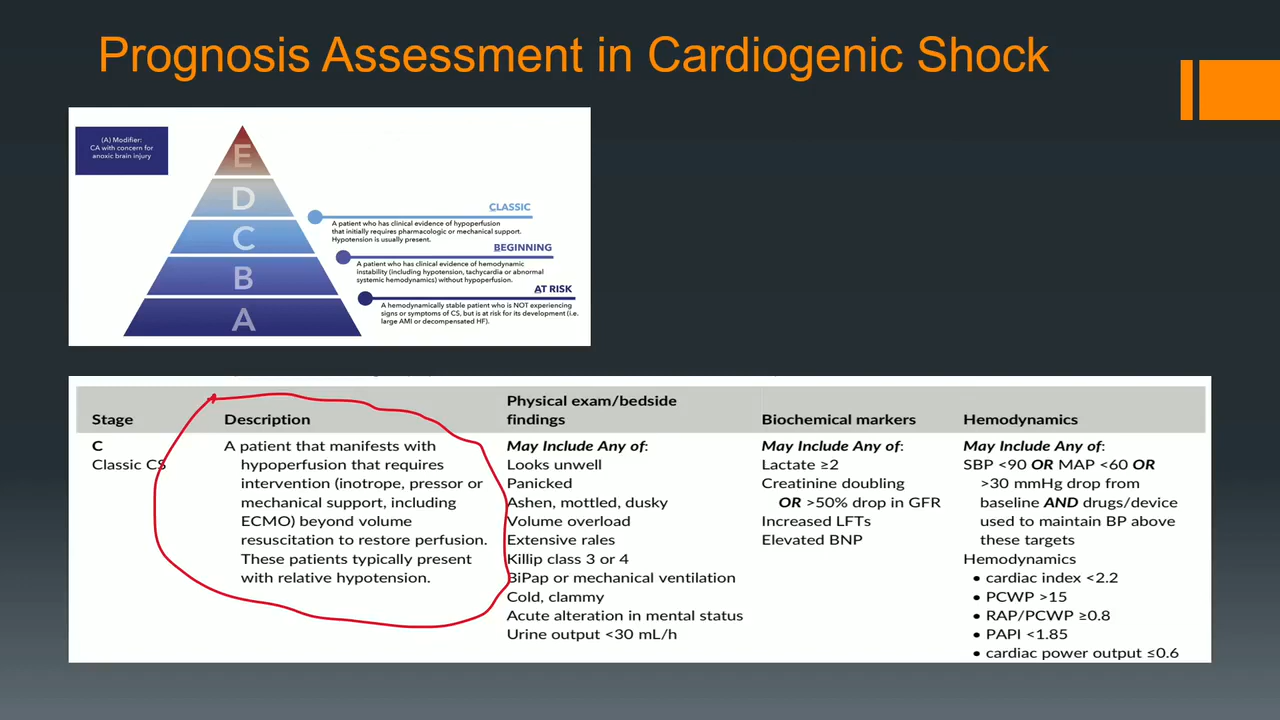 Prognosis Assessment in Cardiogenic Shock
(A) Modifier:
CA with concern for
anoxic brain injury
E
D
C
B
A
CLASSIC
A patient who has clinical evidence of hypoperfusion
that initially requires pharmacologic or mechanical support.
Hypotension is usually present.
BEGINNING
A patient who has clinical evidence of hemodynamic
instability (including hypotension, tachycardia or abnormal
systemic hemodynamics) without hypoperfusion.
AT RISK
A hemodynamically stable patient who is NOT experiencing
signs or symptoms of CS, but is at risk for its development (i.e.
large AMI or decompensated HF).
Stage
Description
Physical exam/bedside
findings
Biochemical markers
Hemodynamics
C
Classic CS
A patient that manifests with
hypoperfusion that requires
intervention (inotrope, pressor or
mechanical support, including
ECMO) beyond volume
resuscitation to restore perfusion.
These patients typically present
with relative hypotension.
May Include Any of:
Looks unwell
Panicked
Ashen, mottled, dusky
Volume overload
Extensive rales
Killip class 3 or 4
BiPap or mechanical ventilation
Cold, clammy
Acute alteration in mental status
Urine output <30 mL/h
May Include Any of:
Lactate ≥2
Creatinine doubling
OR >50% drop in GFR
Increased LFTs
Elevated BNP
May Include Any of:
SBP <90 OR MAP <60 OR
>30 mmHg drop from
baseline AND drugs/device
used to maintain BP above
these targets
Hemodynamics
• cardiac index <2.2
• PCWP >15
• RAP/PCWP ≥0.8
• PAPI <1.85
• cardiac power output ≤0.6